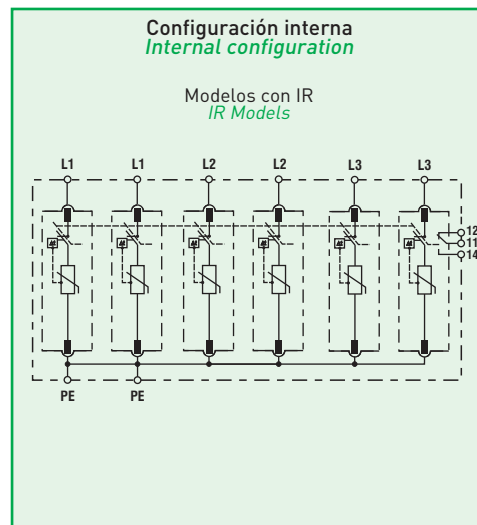 Configuración interna
Internal configuration
Modelos con IR
IR Models
L1 L1 L2 L2 L3 L3
12
11
14
PE PE